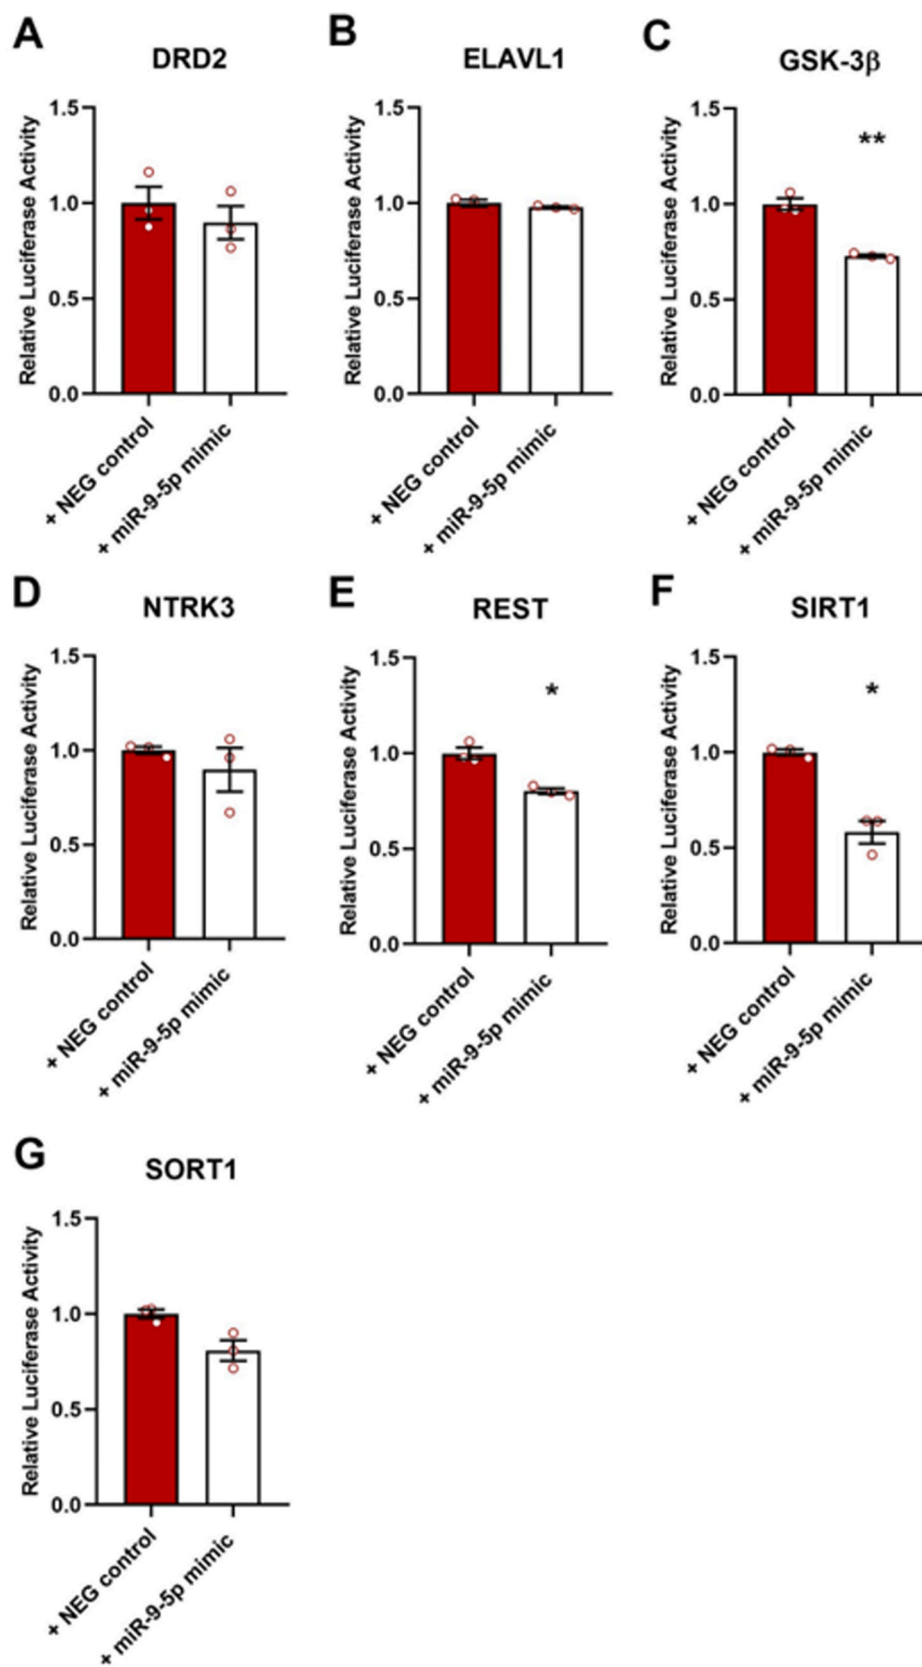 A
DRD2
Relative Luciferase Activity
1.5
1.0
0.5
0.0
+ NEG control
+ miR-9-5p mimic
B
ELAVL1
Relative Luciferase Activity
1.5
1.0
0.5
0.0
+ NEG control
+ miR-9-5p mimic
C
GSK-3β
Relative Luciferase Activity
1.5
1.0
0.5
0.0
**
+ NEG control
+ miR-9-5p mimic
D
NTRK3
Relative Luciferase Activity
1.5
1.0
0.5
0.0
+ NEG control
+ miR-9-5p mimic
E
REST
Relative Luciferase Activity
1.5
1.0
0.5
0.0
*
+ NEG control
+ miR-9-5p mimic
F
SIRT1
Relative Luciferase Activity
1.5
1.0
0.5
0.0
*
+ NEG control
+ miR-9-5p mimic
G
SORT1
Relative Luciferase Activity
1.5
1.0
0.5
0.0
+ NEG control
+ miR-9-5p mimic